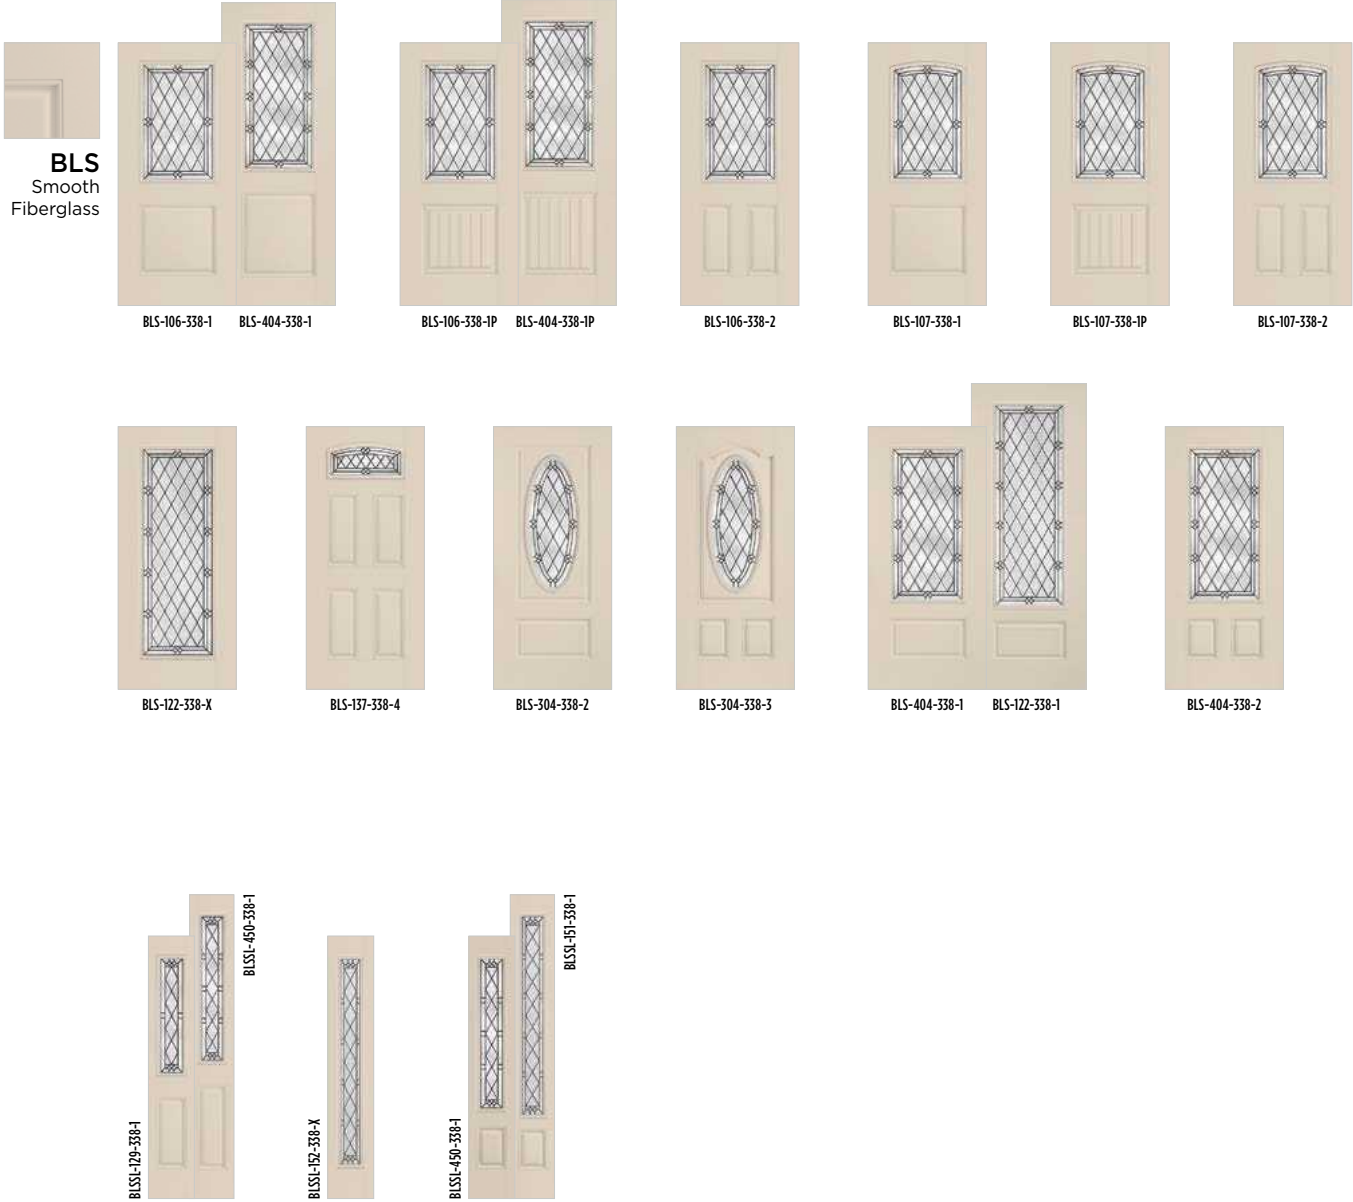 BLS
Smooth
Fiberglass
BLS-106-338-1 BLS-404-338-1
BLS-106-338-1P BLS-404-338-1P
BLS-106-338-2
BLS-107-338-1
BLS-107-338-1P
BLS-107-338-2
BLS-122-338-X
BLS-137-338-4
BLS-304-338-2
BLS-304-338-3
BLS-404-338-1 BLS-122-338-1
BLS-404-338-2
BLSSL-129-338-1
BLSSL-450-338-1
BLSSL-152-338-X
BLSSL-450-338-1
BLSSL-151-338-1